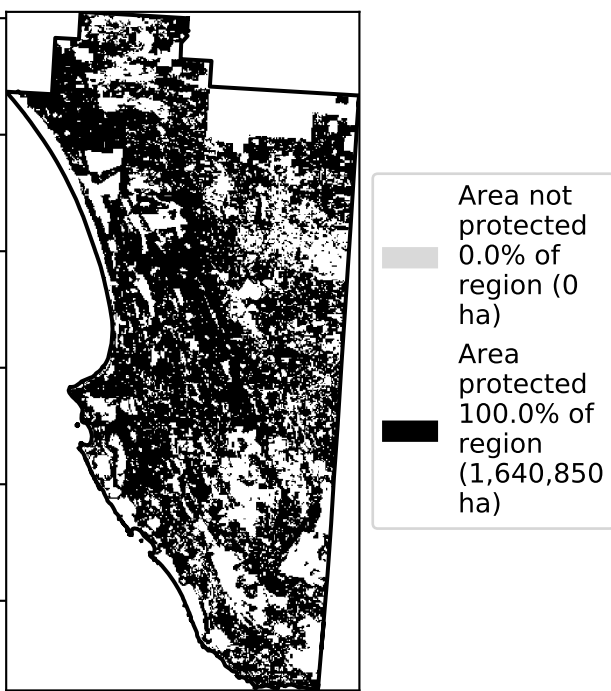 Area not
protected
0.0% of
region (0
ha)
Area
protected
100.0% of
region
(1,640,850
ha)